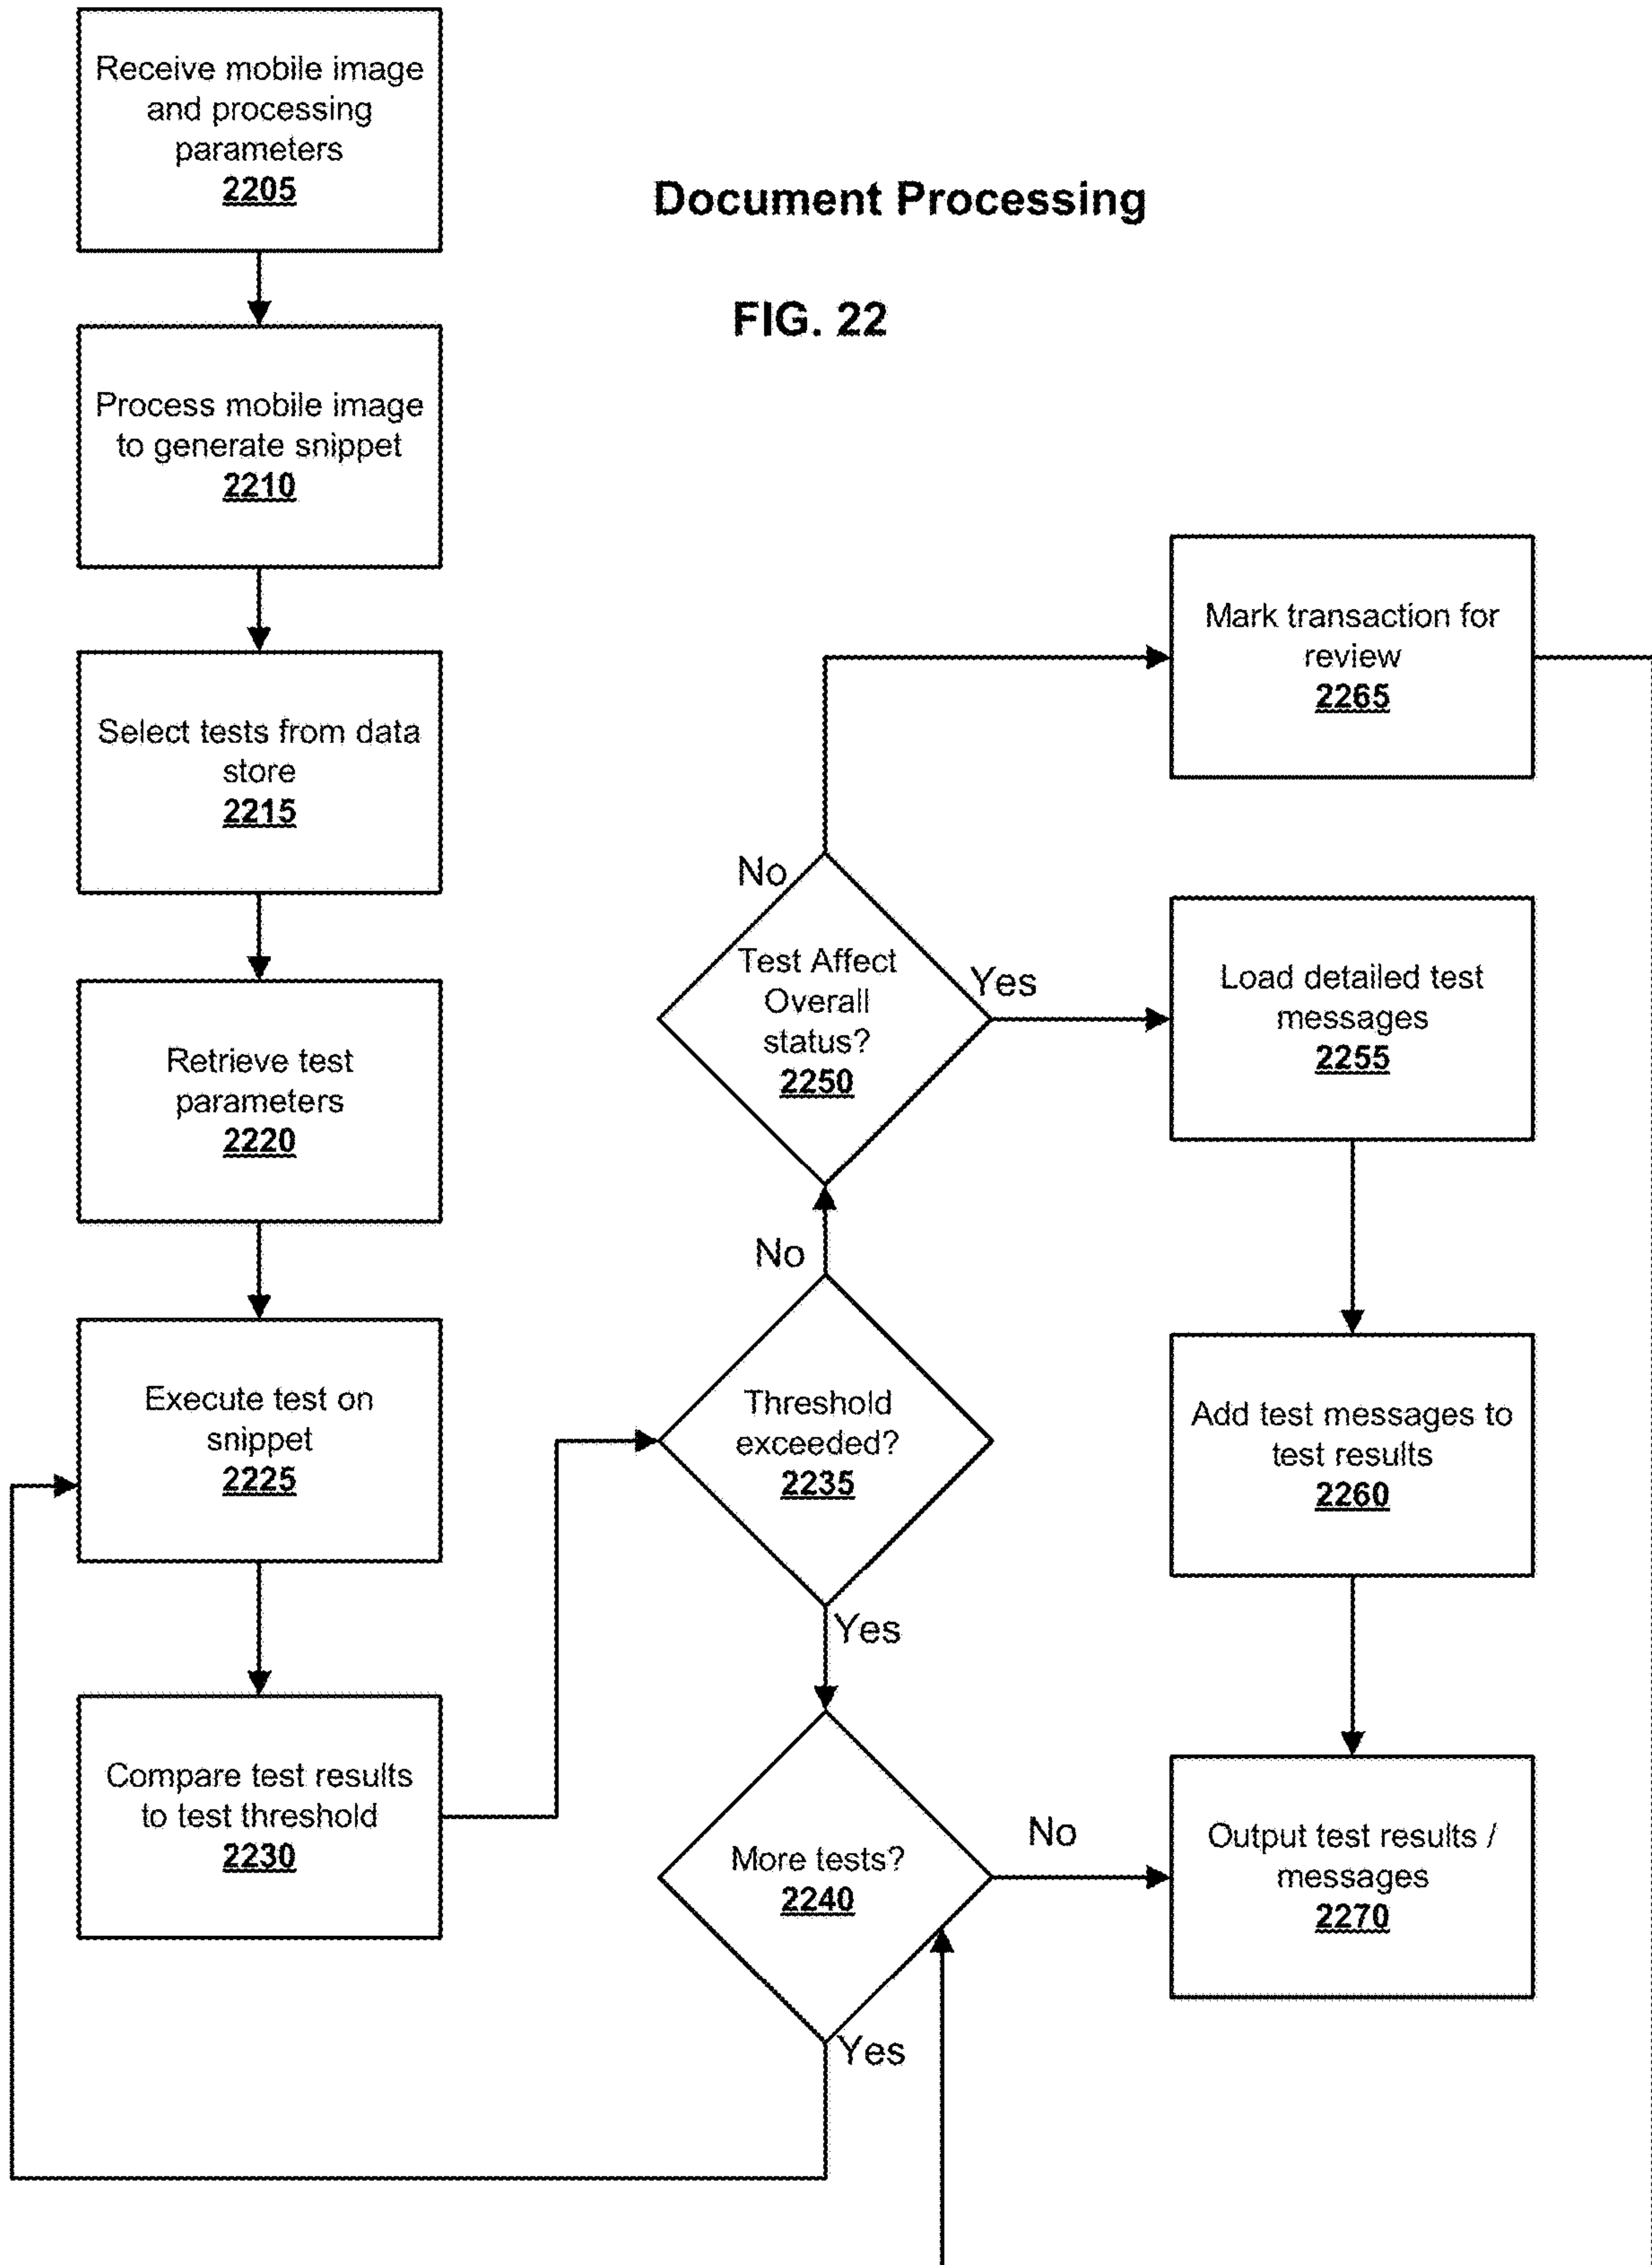 Receive mobile image
and processing
parameters
2205
Document Processing
FIG. 22
Process mobile image
to generate snippet
2210
Select tests from data
store
2215
Retrieve test
parameters
2220
Execute test on
snippet
2225
Compare test results
to test threshold
2230
Threshold
exceeded?
2235
No
Yes
Test Affect
Overall
status?
2250
No
Yes
Mark transaction for
review
2265
Load detailed test
messages
2255
Add test messages to
test results
2260
More tests?
2240
No
Yes
Output test results /
messages
2270